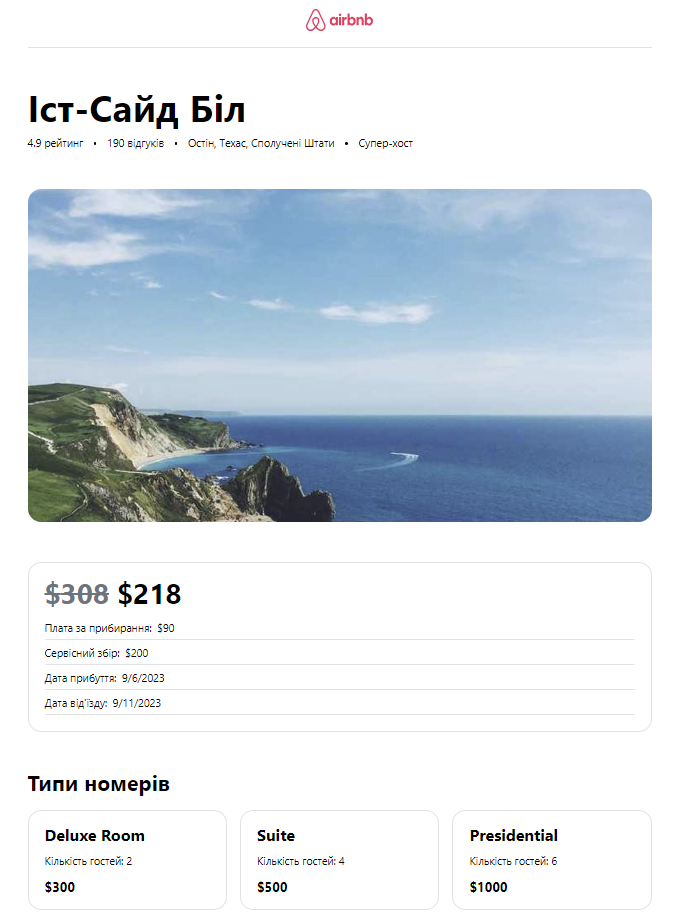 airbnb
Іст-Сайд Біл
4.9 рейтинг • 190 відгуків • Остін, Техас, Сполучені Штати • Супер-хост
$308 $218
Плата за прибирання: $90
Сервісний збір: $200
Дата прибуття: 9/6/2023
Дата від'їзду: 9/11/2023
Типи номерів
Deluxe Room
Кількість гостей: 2
$300
Suite
Кількість гостей: 4
$500
Presidential
Кількість гостей: 6
$1000